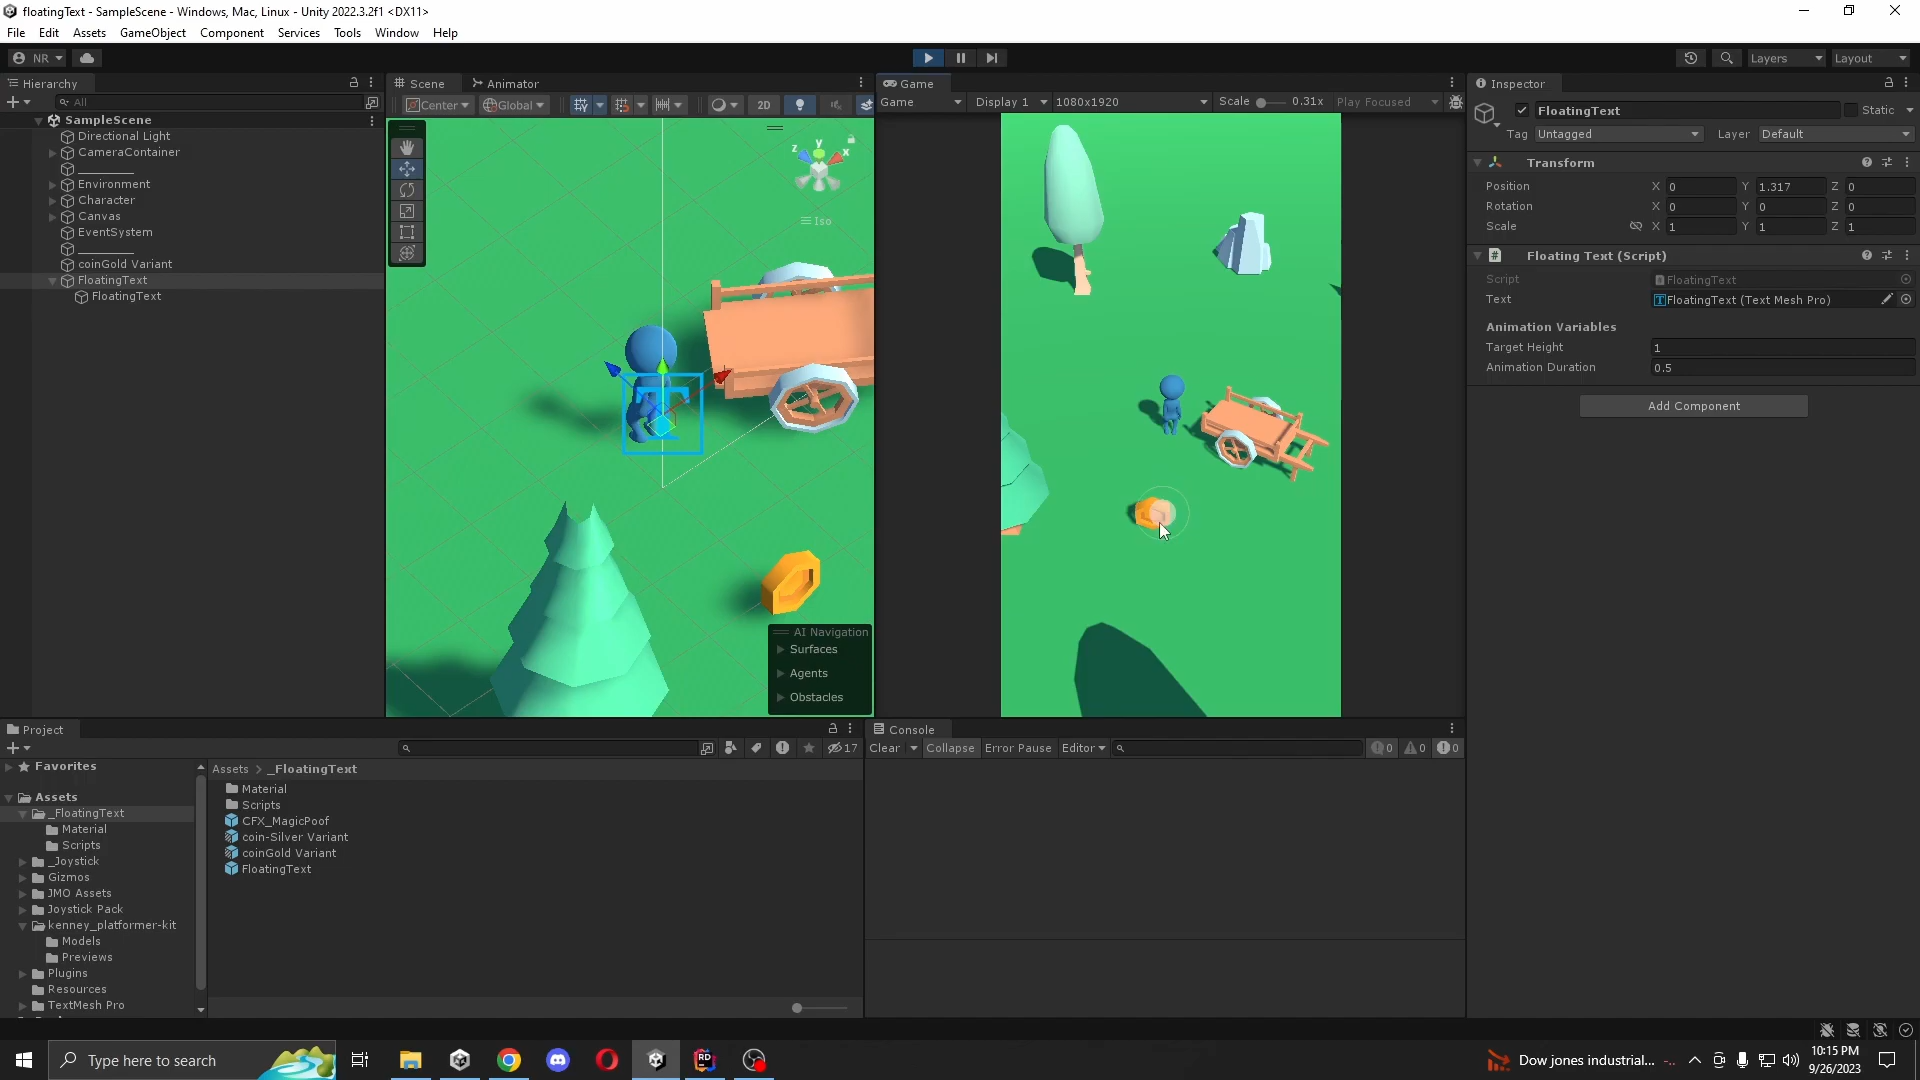 floatingText - SampleScene - Windows, Mac, Linux - Unity 2022.3.2f1 <DX11>
File Edit Assets GameObject Component Services Tools Window Help
NR Layers Layout
Hierarchy
All
SampleScene
Directional Light
CameraContainer
________
Environment
Character
Canvas
EventSystem
________
coinGold Variant
FloatingText
FloatingText
Scene Animator
Center Global 2D
y
z x
Iso
AI Navigation
Surfaces
Agents
Obstacles
Game
Game Display 1 1080x1920 Scale 0.31x Play Focused
Inspector
FloatingText Static
Tag Untagged Layer Default
Transform
Position X 0 Y 1.317 Z 0
Rotation X 0 Y 0 Z 0
Scale X 1 Y 1 Z 1
# Floating Text (Script)
Script FloatingText
Text FloatingText (Text Mesh Pro)
Animation Variables
Target Height 1
Animation Duration 0.5
Add Component
Project
17
Favorites
Assets
_FloatingText
Material
Scripts
_Joystick
Gizmos
JMO Assets
Joystick Pack
kenney_platformer-kit
Models
Previews
Plugins
Resources
TextMesh Pro
Assets > _FloatingText
Material
Scripts
CFX_MagicPoof
coin-Silver Variant
coinGold Variant
FloatingText
Console
Clear Collapse Error Pause Editor 0 0 0
Type here to search
RD
Dow jones industrial...
10:15 PM
9/26/2023